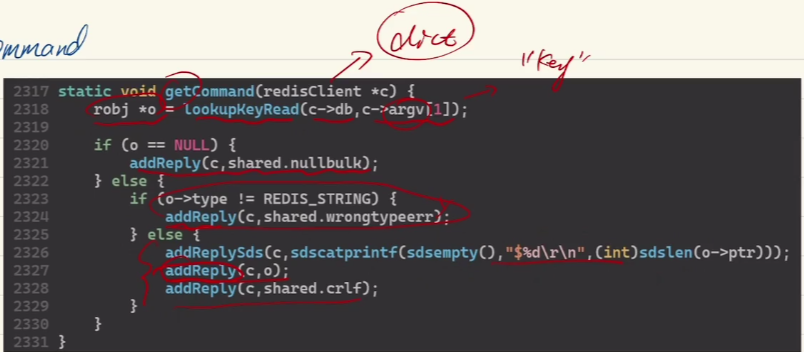 ommand
dict
"Key"
2317 static void getCommand(redisClient *c) {
2318     robj *o = lookupKeyRead(c->db,c->argv[1]);
2319
2320     if (o == NULL) {
2321         addReply(c,shared.nullbulk);
2322     } else {
2323         if (o->type != REDIS_STRING) {
2324             addReply(c,shared.wrongtypeerr);
2325         } else {
2326             addReplySds(c,sdscatprintf(sdsempty(),"$%d\r\n",(int)sdslen(o->ptr)));
2327             addReply(c,o);
2328             addReply(c,shared.crlf);
2329         }
2330     }
2331 }